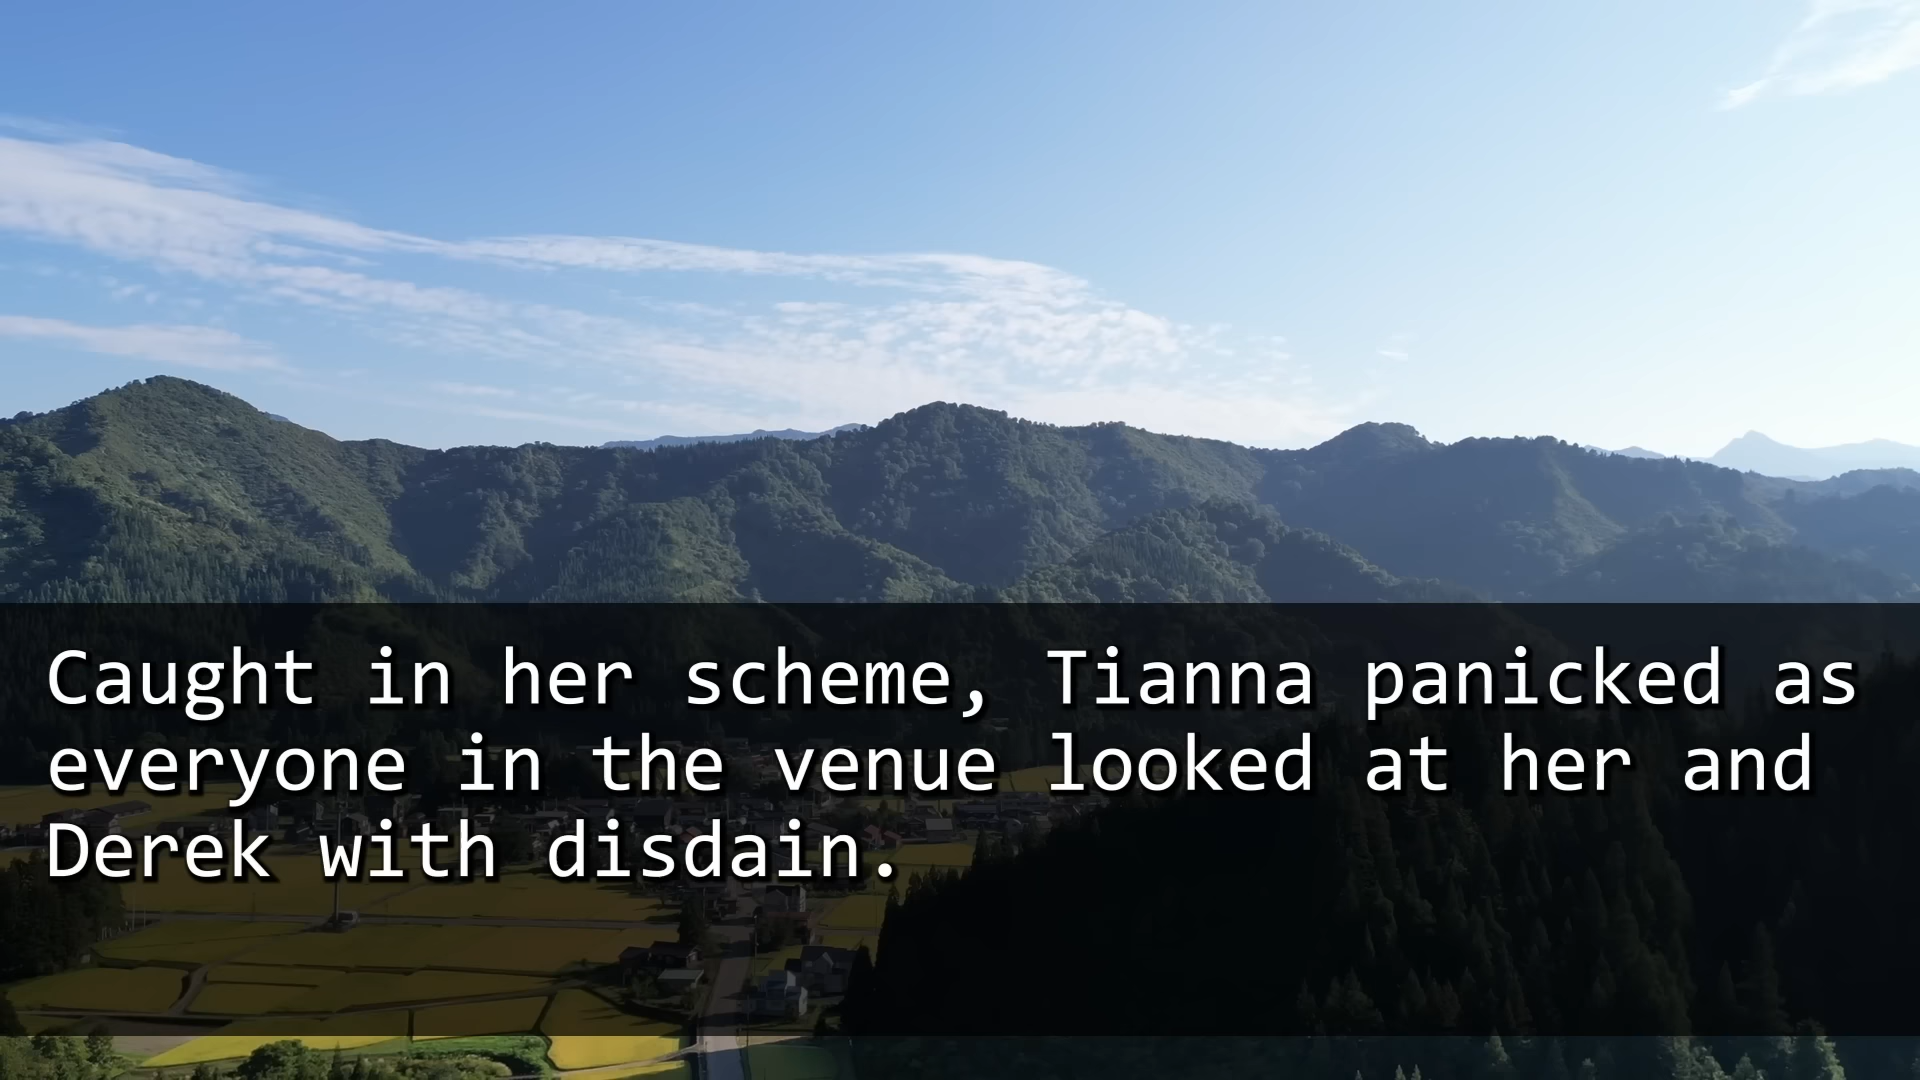 Caught in her scheme, Tianna panicked as
everyone in the venue looked at her and
Derek with disdain.